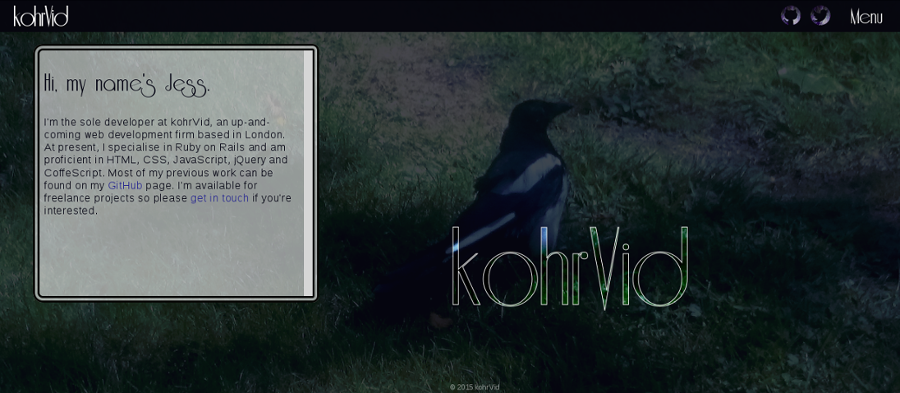 kohrVid
Menu
Hi, my name's Jess.
I'm the sole developer at kohrVid, an up-and-
coming web development firm based in London.
At present, I specialise in Ruby on Rails and am
proficient in HTML, CSS, JavaScript, jQuery and
CoffeScript. Most of my previous work can be
found on my GitHub page. I'm available for
freelance projects so please get in touch if you're
interested.
kohrVid
© 2015 kohrVid